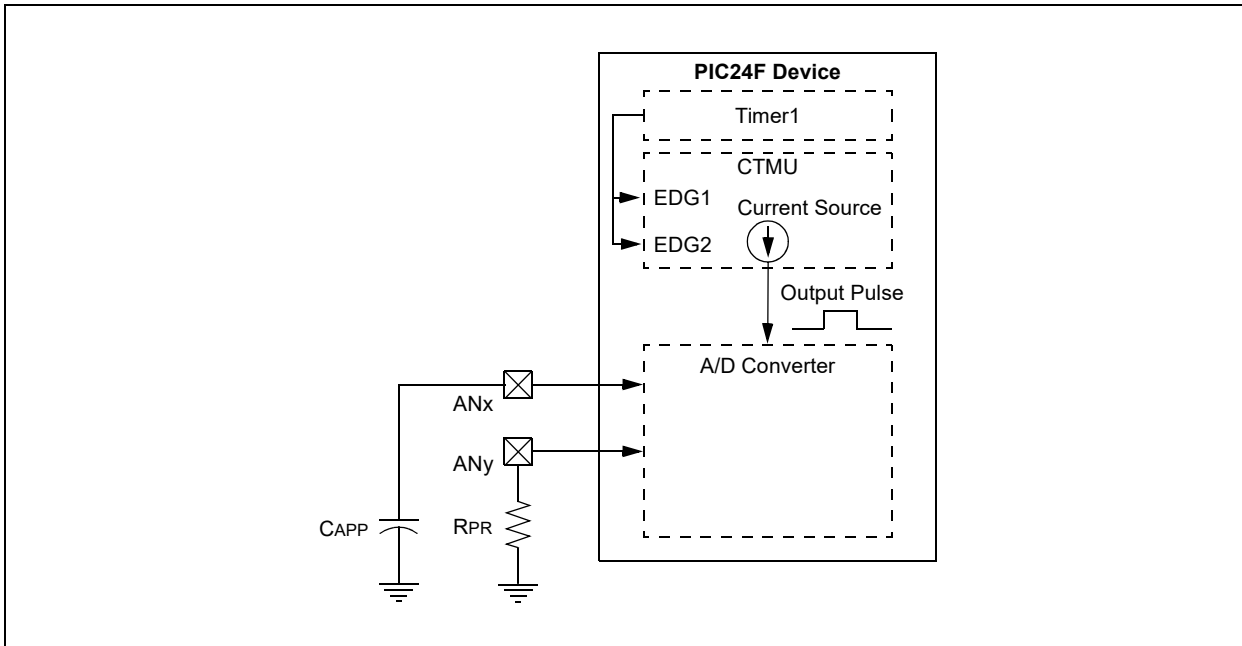 PIC24F Device
Timer1
CTMU
EDG1
Current Source
EDG2
Output Pulse
A/D Converter
ANx
ANy
CAPP
RPR